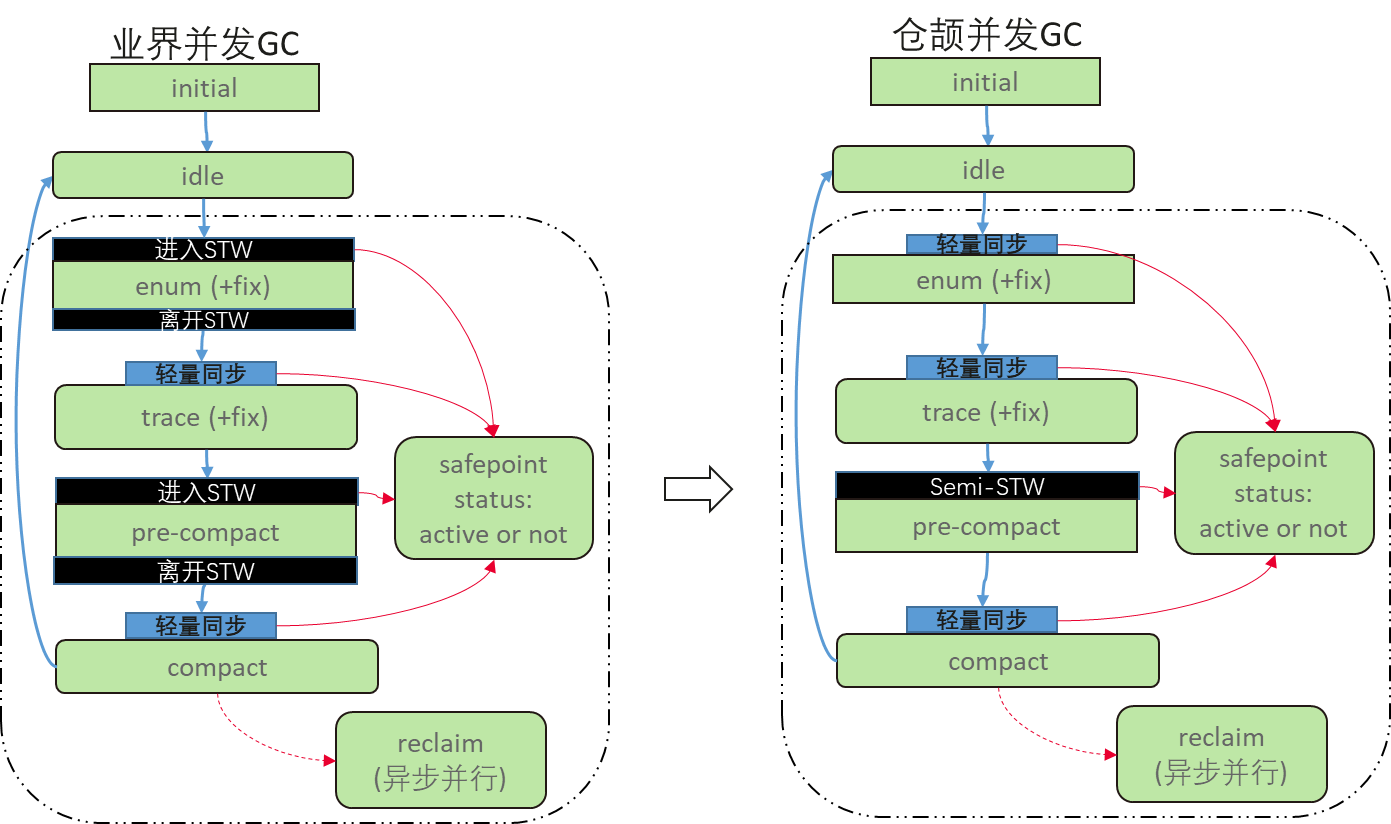 业界并发GC
initial
idle
进入STW
enum (+fix)
离开STW
轻量同步
trace (+fix)
进入STW
pre-compact
离开STW
轻量同步
compact
safepoint
status:
active or not
reclaim
(异步并行)
仓颉并发GC
initial
idle
轻量同步
enum (+fix)
轻量同步
trace (+fix)
Semi-STW
pre-compact
轻量同步
compact
safepoint
status:
active or not
reclaim
(异步并行)